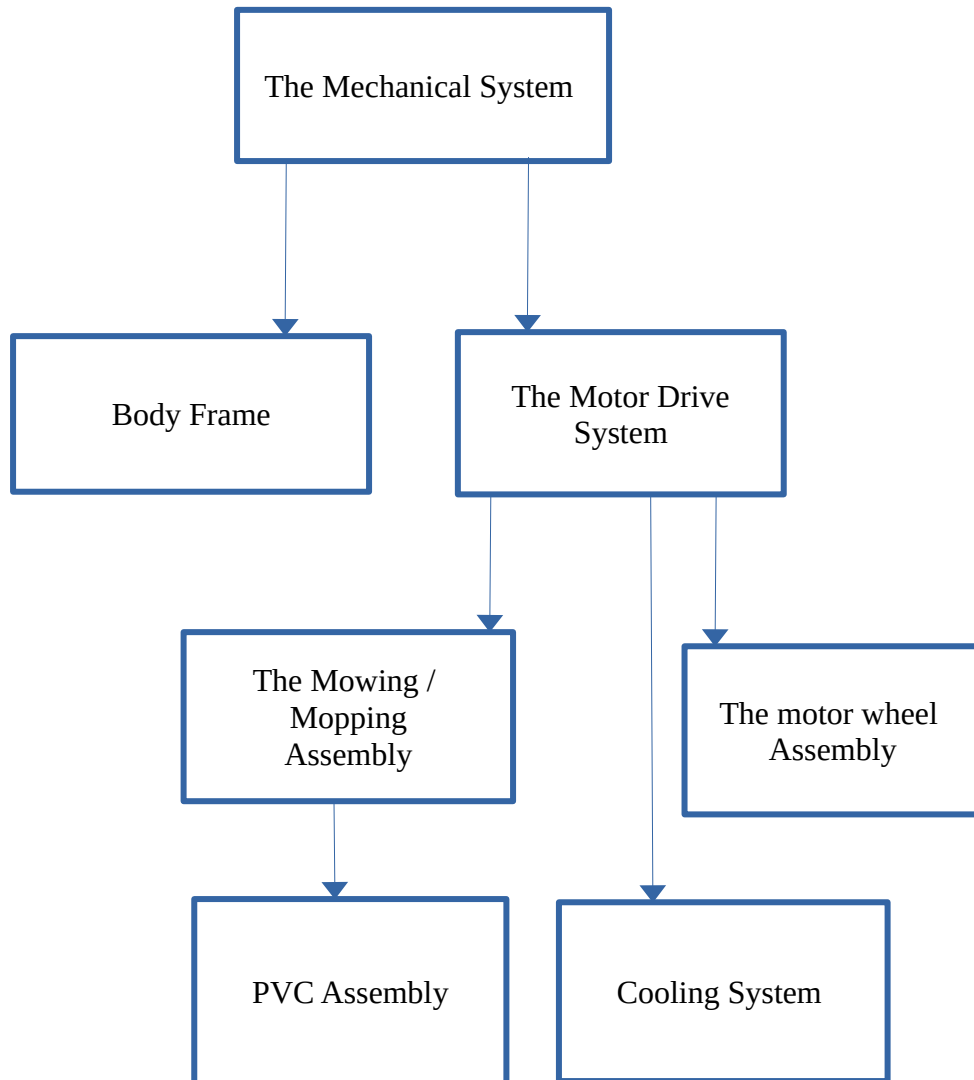 The Mechanical System
Body Frame
The Motor Drive
System
The Mowing /
Mopping
Assembly
The motor wheel
Assembly
PVC Assembly
Cooling System